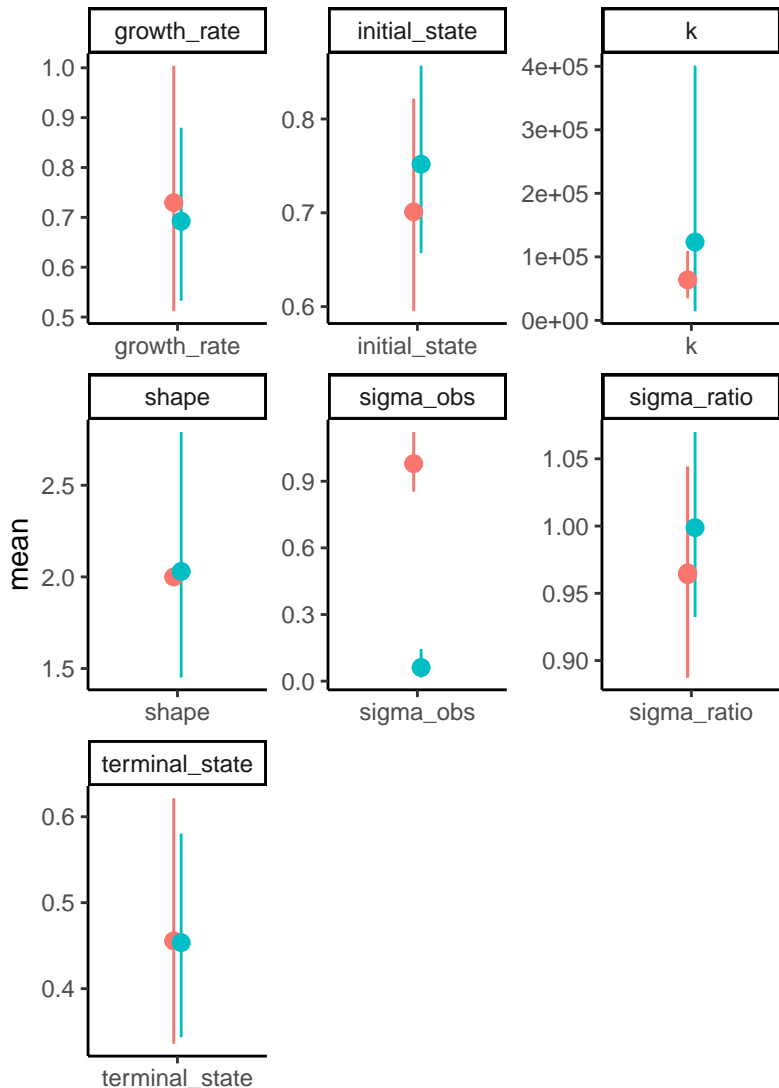 growth_rate initial_state k
1.0
0.9
0.8
0.7
0.6
0.5
0.8
0.7
0.6
4e+05
3e+05
2e+05
1e+05
0e+00
growth_rate initial_state k
shape sigma_obs sigma_ratio
mean
2.5
2.0
1.5
0.9
0.6
0.3
0.0
1.05
1.00
0.95
0.90
shape sigma_obs sigma_ratio
terminal_state
0.6
0.5
0.4
terminal_state